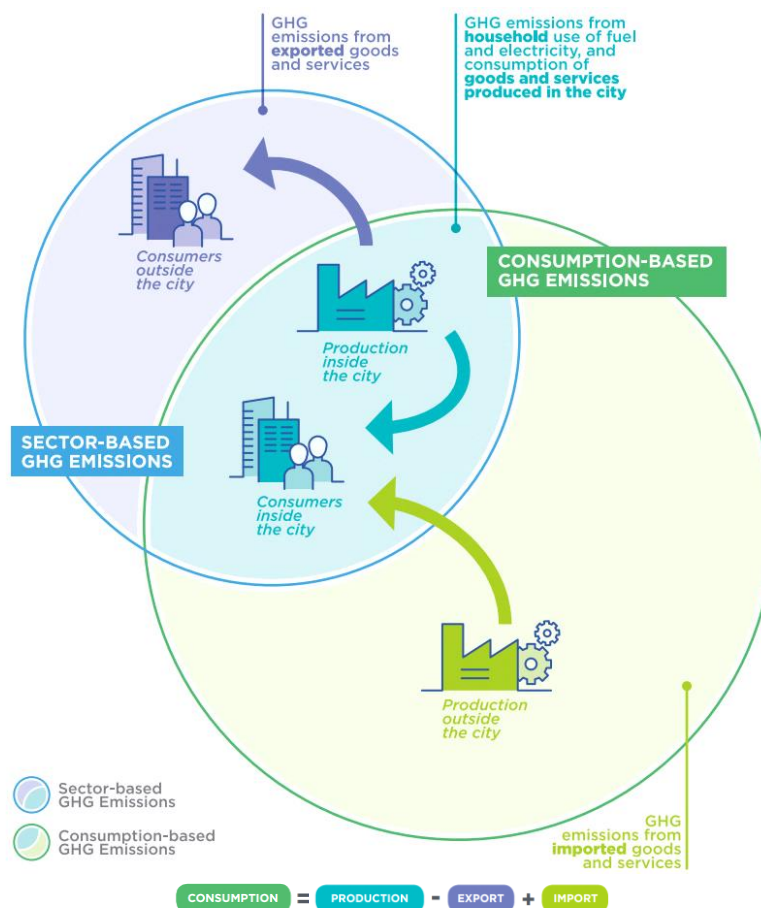 GHG
emissions from
exported goods
and services
GHG emissions from
household use of fuel
and electricity, and
consumption of
goods and services
produced in the city
Consumers
outside
the city
CONSUMPTION-BASED
GHG EMISSIONS
Production
inside
the city
SECTOR-BASED
GHG EMISSIONS
Consumers
inside
the city
Production
outside
the city
Sector-based
GHG Emissions
Consumption-based
GHG Emissions
GHG
emissions from
imported goods
and services
CONSUMPTION = PRODUCTION - EXPORT + IMPORT